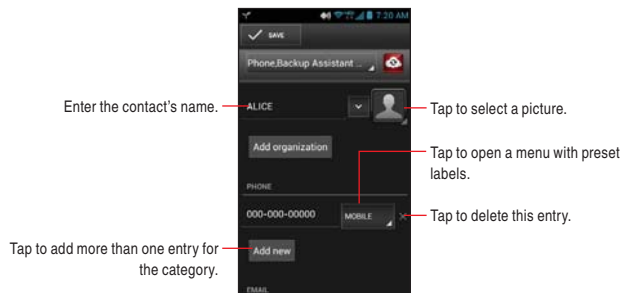 7:20 AM
SAVE
Phone,Backup Assistant ..
Enter the contact's name.
ALICE
Tap to select a picture.
Add organization
Tap to open a menu with preset
labels.
PHONE
000-000-00000
MOBILE
Tap to delete this entry.
Tap to add more than one entry for
the category.
Add new
EMAIL